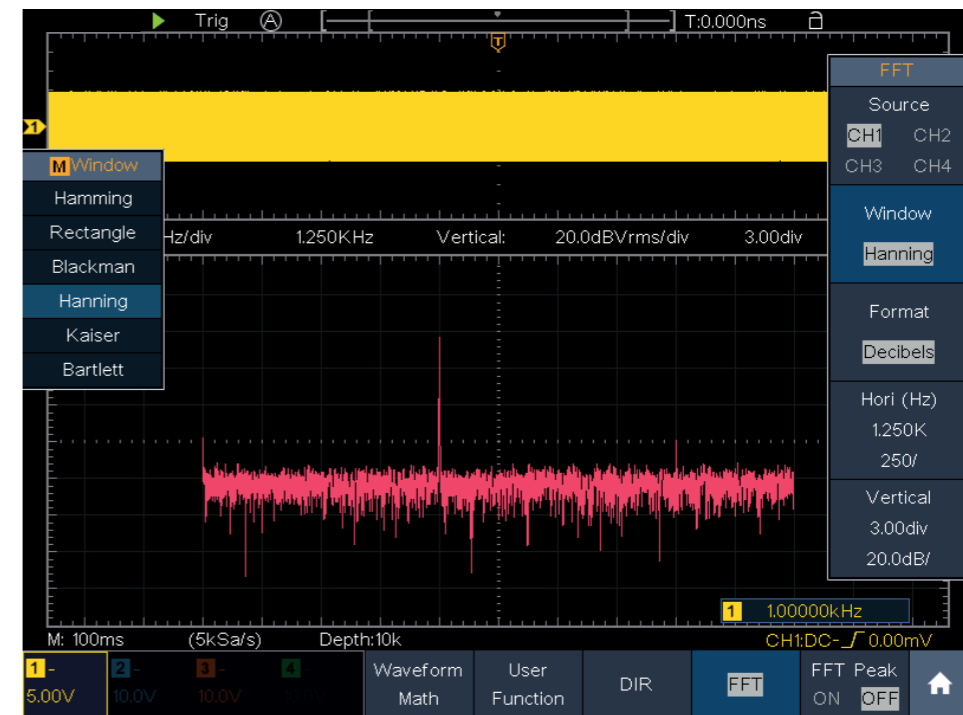 Trig A T:0.000ns
T
FFT
Source
CH1 CH2
CH3 CH4
1
M Window
Hamming
Rectangle
Blackman
Hanning
Kaiser
Bartlett
Hz/div 1.250KHz Vertical: 20.0dBVrms/div 3.00div
Window
Hanning
Format
Decibels
Hori (Hz)
1.250K
250/
Vertical
3.00div
20.0dB/
1 1.00000kHz
M: 100ms (5kSa/s) Depth:10k CH1:DC- 0.00mV
1 -
5.00V
2 -
10.0V
3 -
10.0V
4 -
Waveform
Math
User
Function
DIR
FFT
FFT Peak
ON OFF